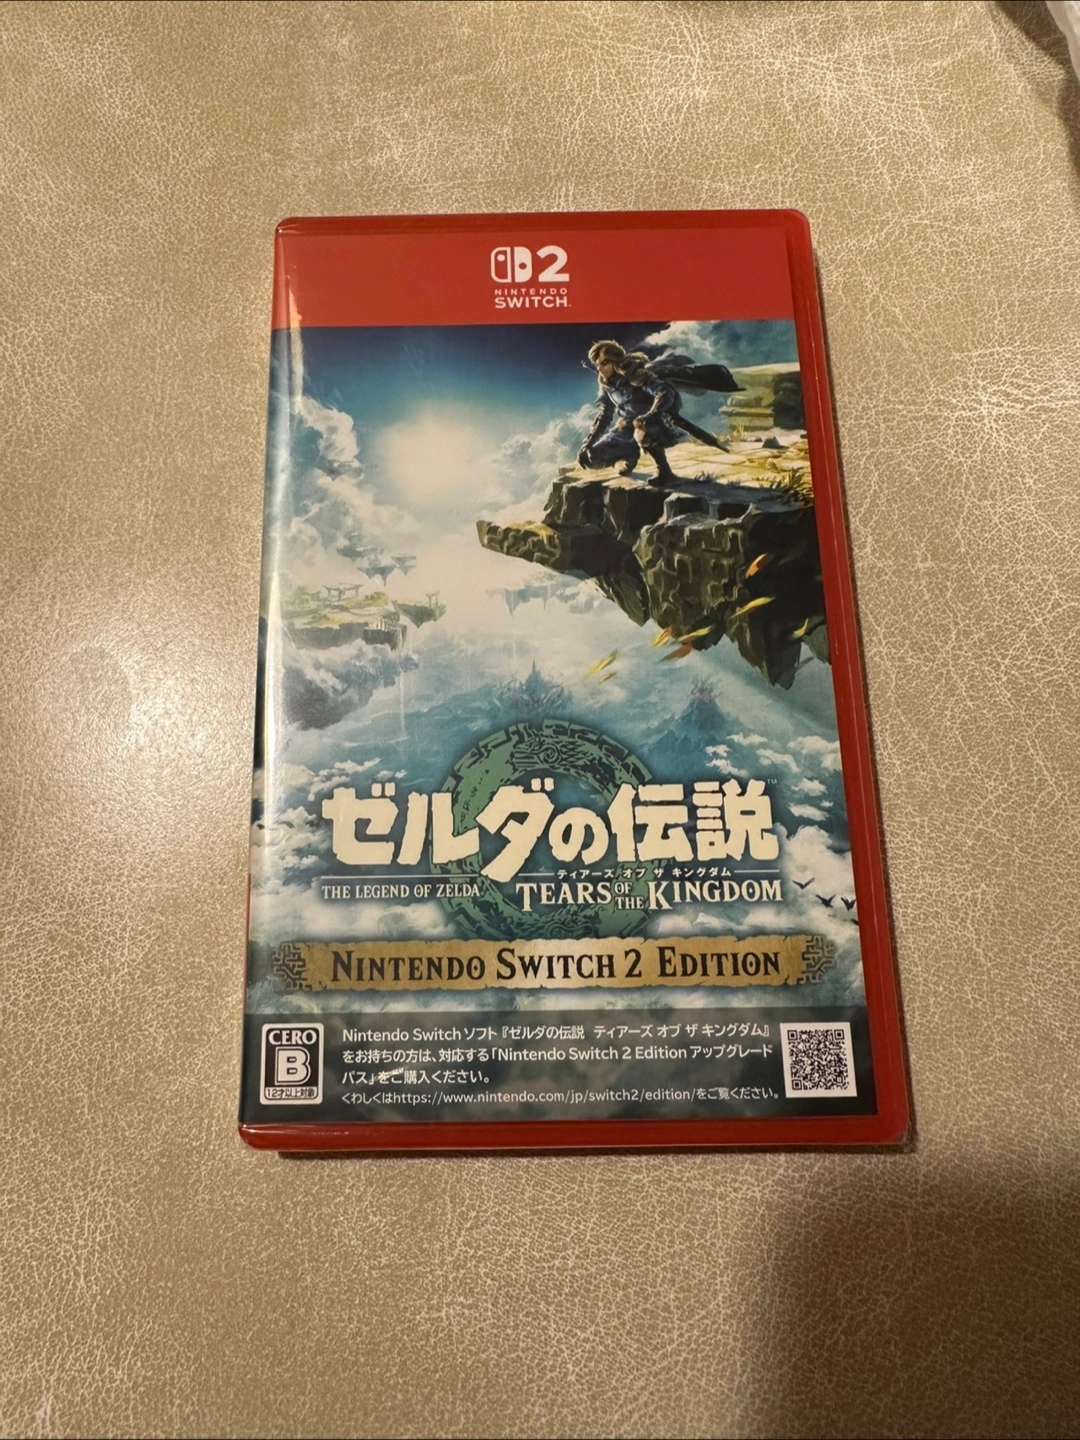 2
NINTENDO
SWITCH™
ゼルダの伝説™
ティアーズ オブ ザ キングダム
THE LEGEND OF ZELDA
TEARS OF THE KINGDOM
NINTENDO SWITCH 2 EDITION
CERO
B
12才以上対象
Nintendo Switchソフト『ゼルダの伝説 ティアーズ オブ ザ キングダム』
をお持ちの方は、対応する「Nintendo Switch 2 Edition アップグレード
パス」をご購入ください。
くわしくはhttps://www.nintendo.com/jp/switch2/edition/をご覧ください。